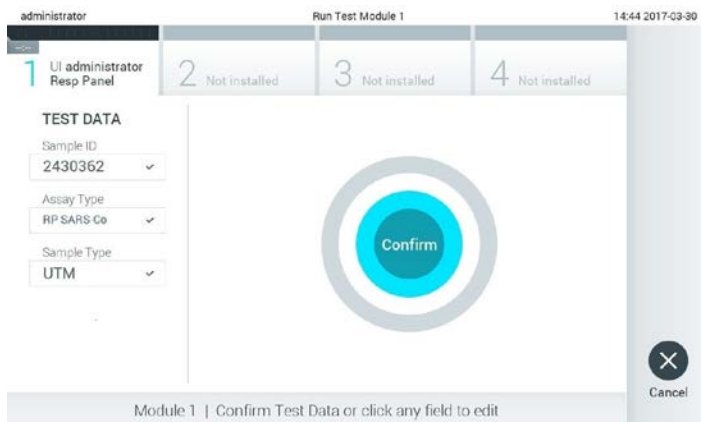 administrator
Run Test Module 1
14:44 2017-03-30
1 UI administrator
Resp Panel
2 Not installed
3 Not installed
4 Not installed
TEST DATA
Sample ID
2430362
Assay Type
RP SARS-Co
Sample Type
UTM
Confirm
Cancel
Module 1 | Confirm Test Data or click any field to edit